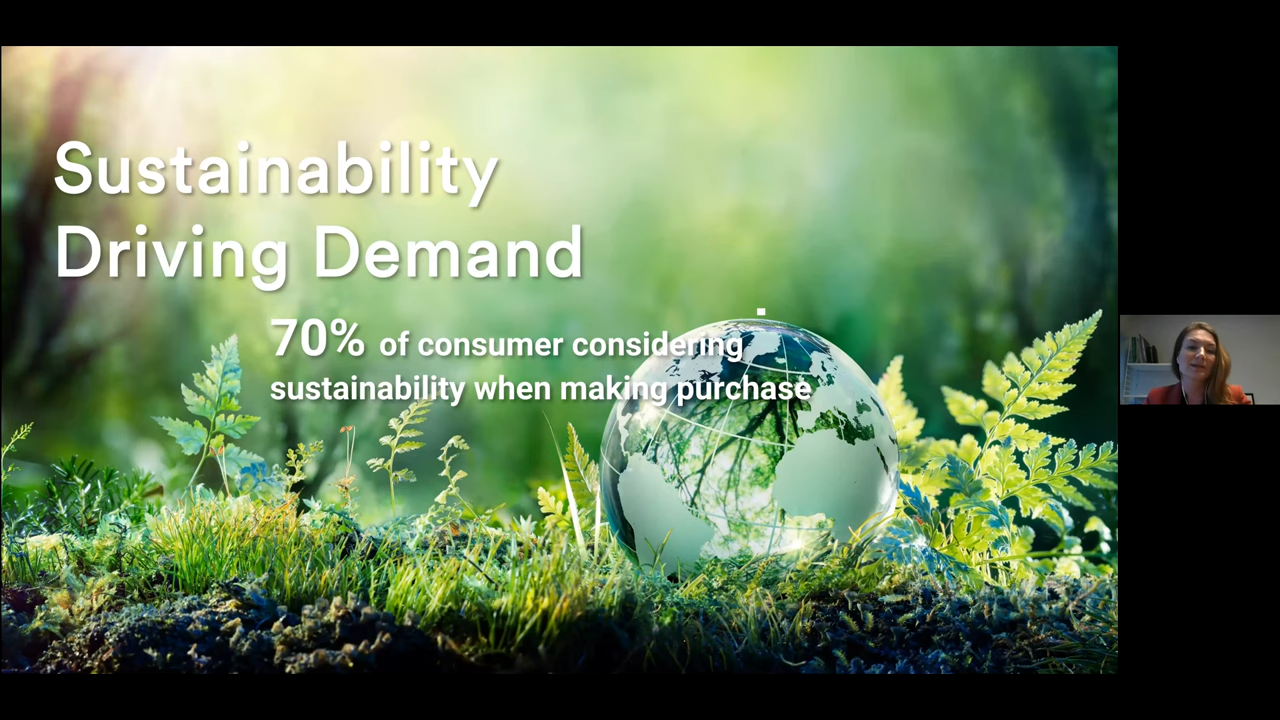 Sustainability
Driving Demand
70% of consumer considering
sustainability when making purchase